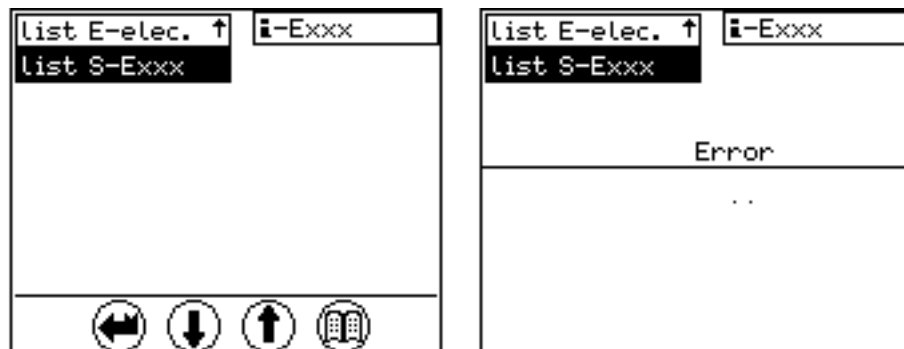 list E-elec. ↑
i-Exxx
list S-Exxx
list E-elec. ↑
i-Exxx
list S-Exxx
Error
..